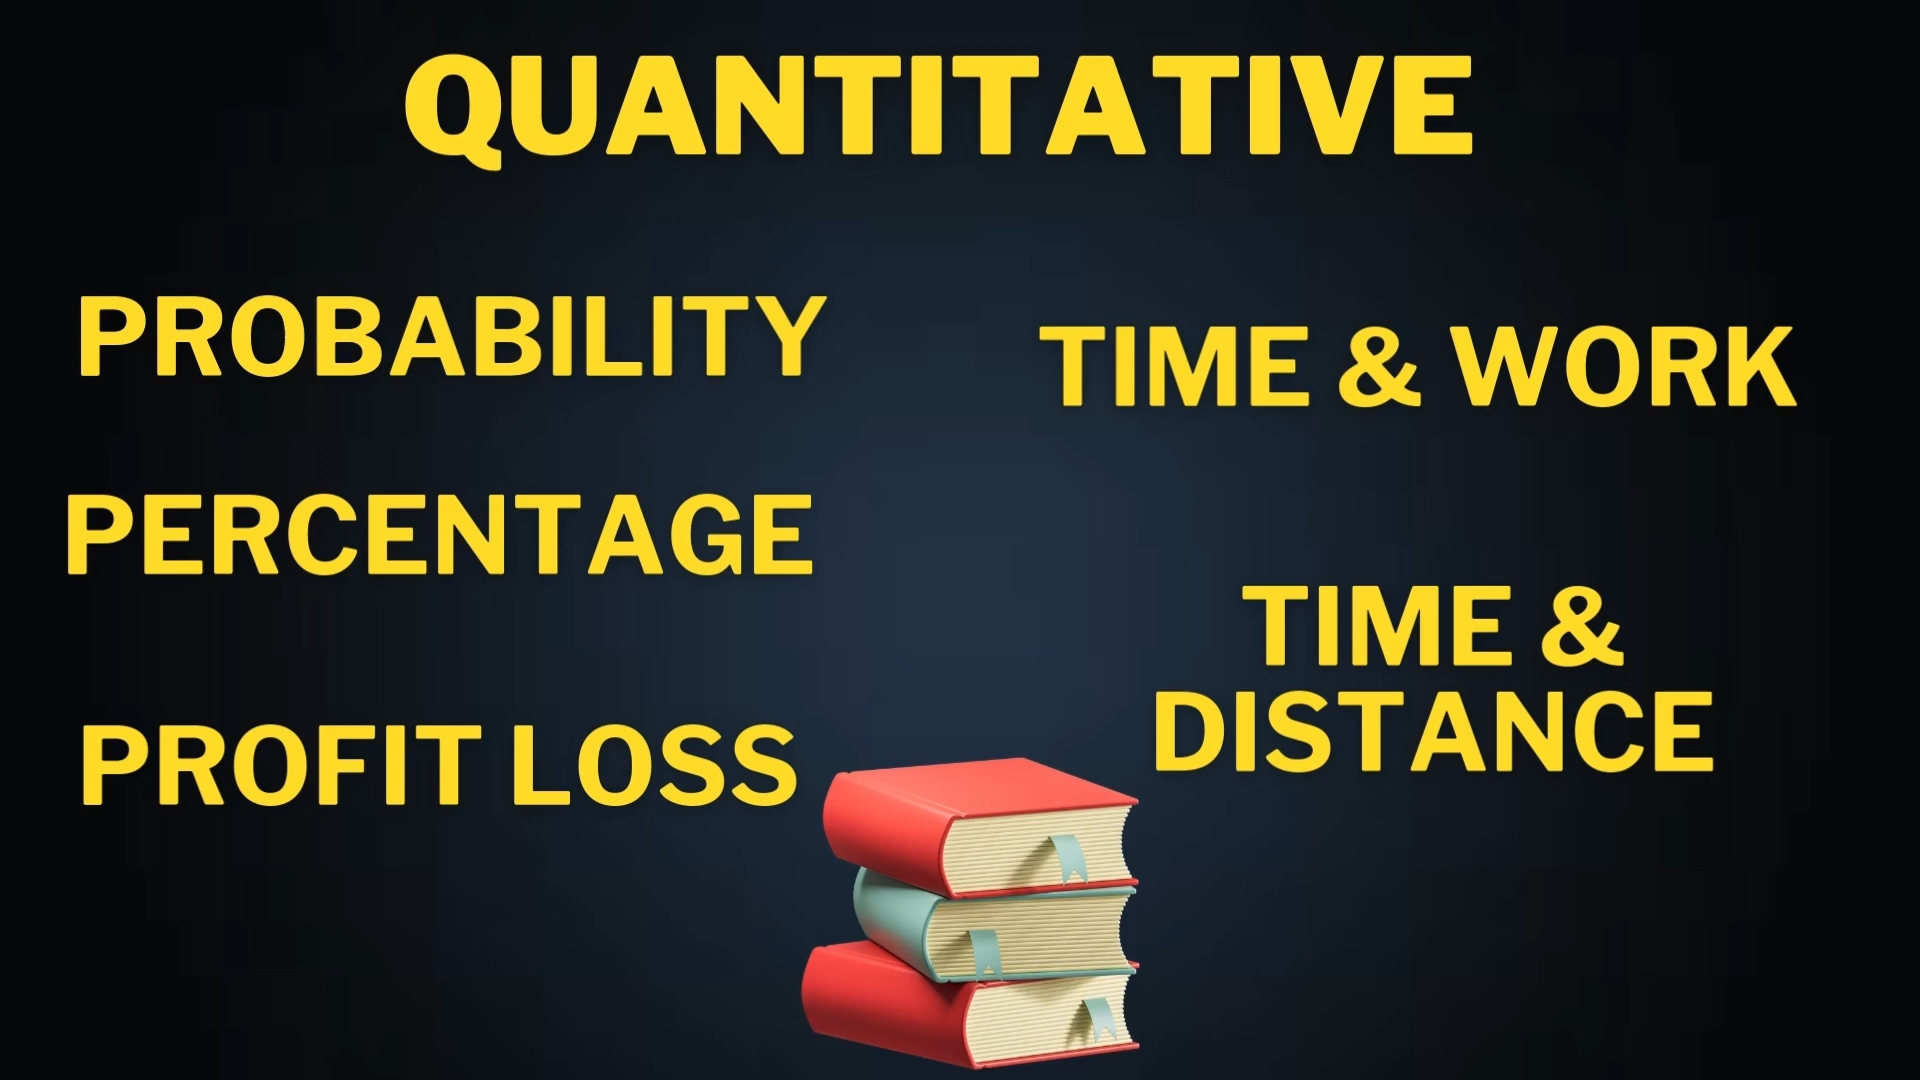 QUANTITATIVE
PROBABILITY
PERCENTAGE
PROFIT LOSS
TIME & WORK
TIME &
DISTANCE